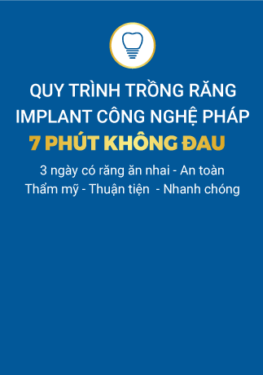 QUY TRÌNH TRỒNG RĂNG
IMPLANT CÔNG NGHỆ PHÁP
7 PHÚT KHÔNG ĐAU
3 ngày có răng ăn nhai - An toàn
Thẩm mỹ - Thuận tiện - Nhanh chóng